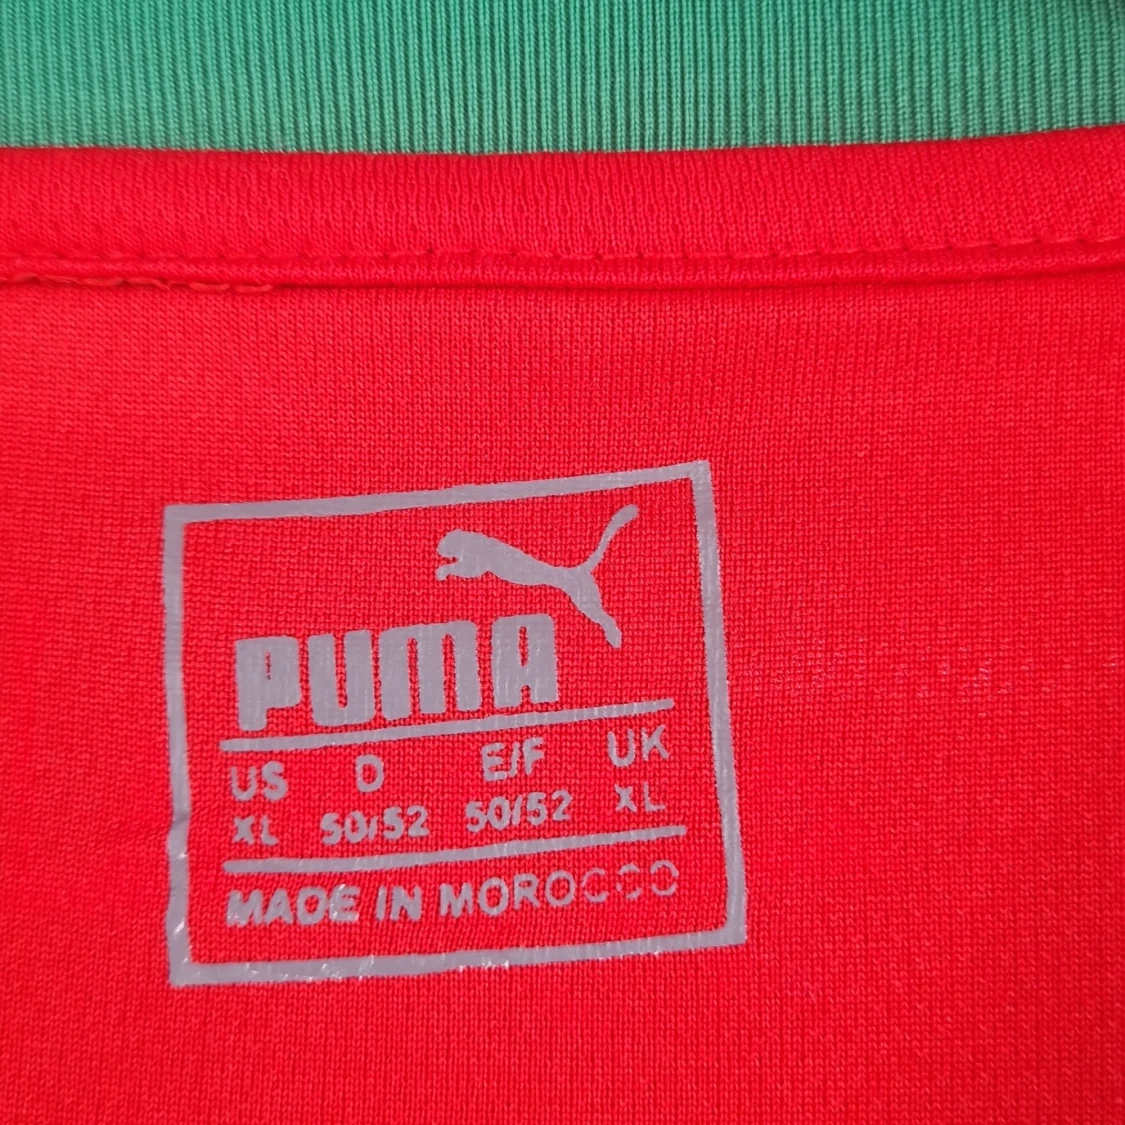 PUMA
US D E/F UK
XL 50/52 50/52 XL
MADE IN MOROCCO